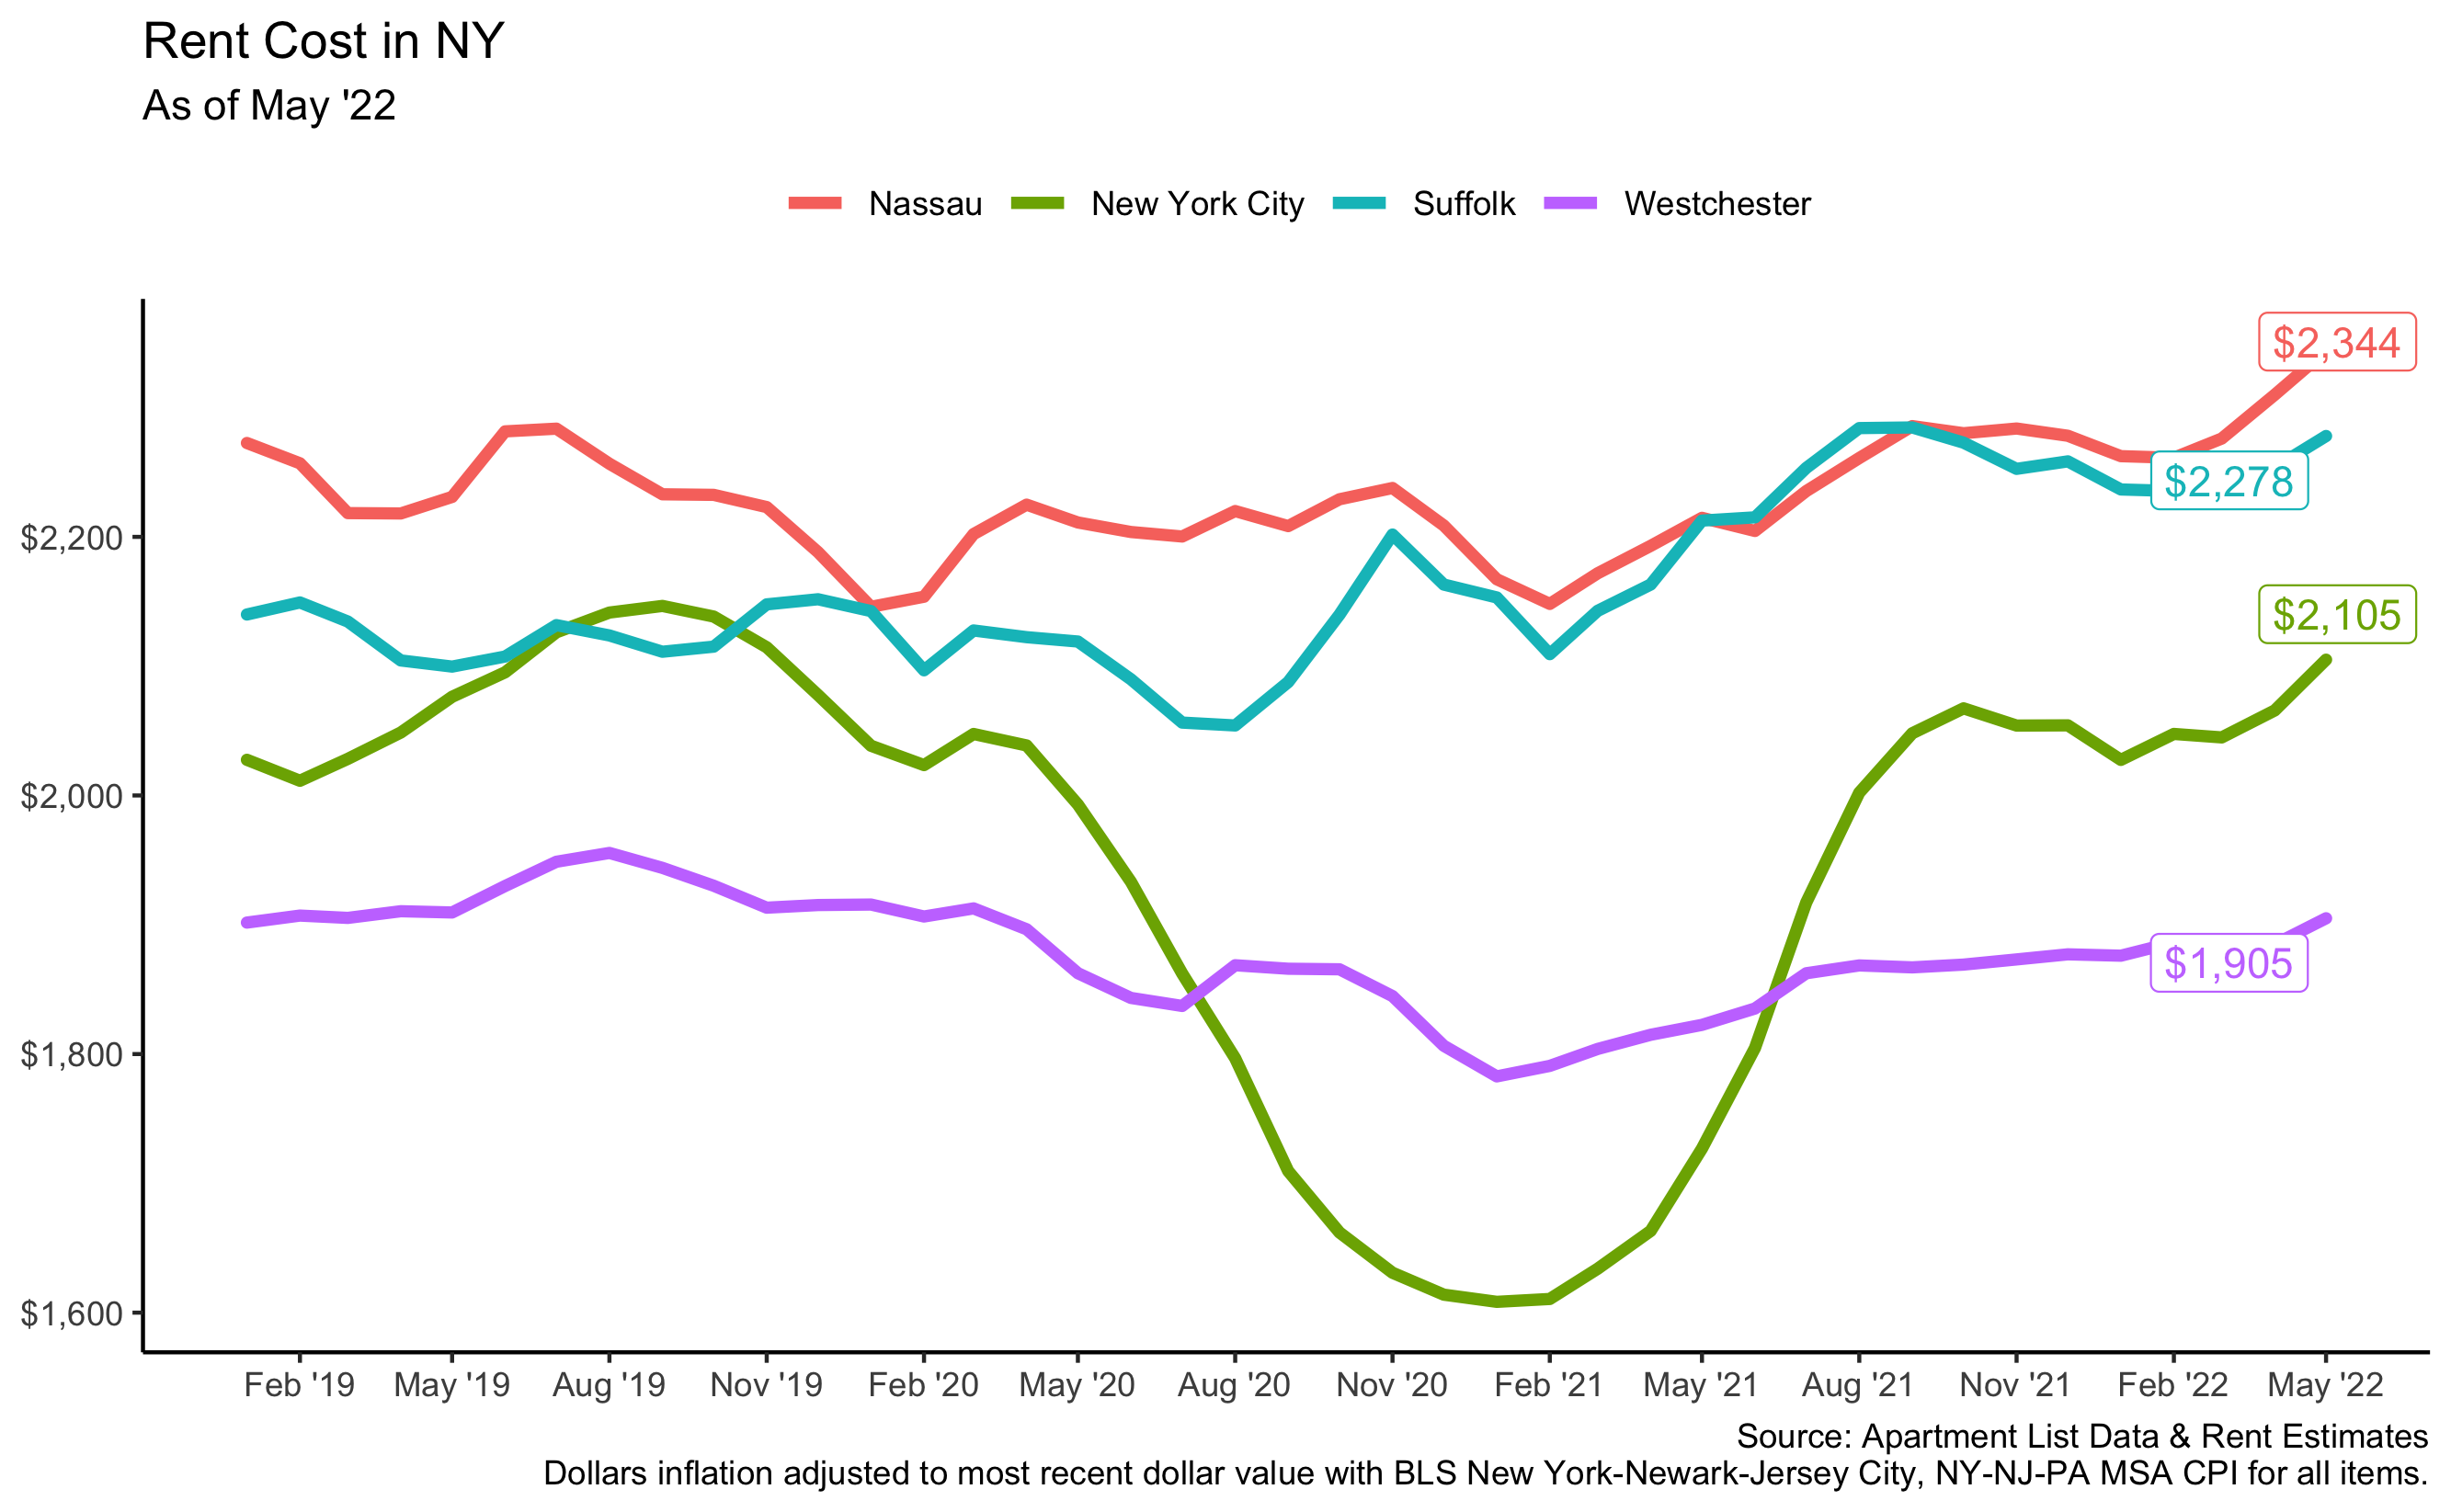 Rent Cost in NY
As of May '22
Nassau New York City Suffolk Westchester
$2,344
$2,278
$2,200
$2,105
$2,000
$1,905
$1,800
$1,600
Feb '19 May '19 Aug '19 Nov '19 Feb '20 May '20 Aug '20 Nov '20 Feb '21 May '21 Aug '21 Nov '21 Feb '22 May '22
Source: Apartment List Data & Rent Estimates
Dollars inflation adjusted to most recent dollar value with BLS New York-Newark-Jersey City, NY-NJ-PA MSA CPI for all items.